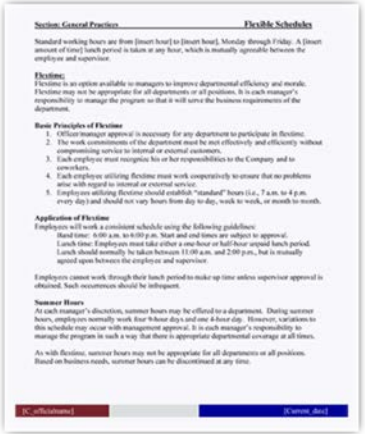 Section: General Practices Flexible Schedules
Standard working hours are from [insert hour] to [insert hour], Monday through Friday. A [insert
amount of time] lunch period is taken at any hour, which is mutually agreeable between the
employee and supervisor.
Flextime:
Flextime is an option available to managers to improve departmental efficiency and morale.
Flextime may not be appropriate for all departments or all positions. It is each manager's
responsibility to manage the program so that it will serve the business requirements of the
department.
Basic Principles of Flextime
1. Officer/manager approval is necessary for any department to participate in flextime.
2. The work commitments of the department must be met effectively and efficiently without
compromising service to internal or external customers.
3. Each employee must recognize his or her responsibilities to the Company and to
coworkers.
4. Each employee utilizing flextime must work cooperatively to ensure that no problems
arise with regard to internal or external service.
5. Employees utilizing flextime should establish "standard" hours (i.e., 7 a.m. to 4 p.m.
every day) and should not vary hours from day to day, week to week, or month to month.
Application of Flextime
Employees will work a consistent schedule using the following guidelines:
Band time: 6:00 a.m. to 6:00 p.m. Start and end times are subject to approval.
Lunch time: Employees must take either a one-hour or half-hour unpaid lunch period.
Lunch should normally be taken between 11:00 a.m. and 2:00 p.m., but is mutually
agreed upon between the employee and supervisor.
Employees cannot work through their lunch period to make up time unless supervisor approval is
obtained. Such occurrences should be infrequent.
Summer Hours
At each manager's discretion, summer hours may be offered to a department. During summer
hours, employees normally work four 9-hour days and one 4-hour day. However, variations to
this schedule may occur with management approval. It is each manager's responsibility to
manage the program in such a way that there is appropriate departmental coverage at all times.
As with flextime, summer hours may not be appropriate for all departments or all positions.
Based on business needs, summer hours can be discontinued at any time.
[C_officialname] [Current_date]